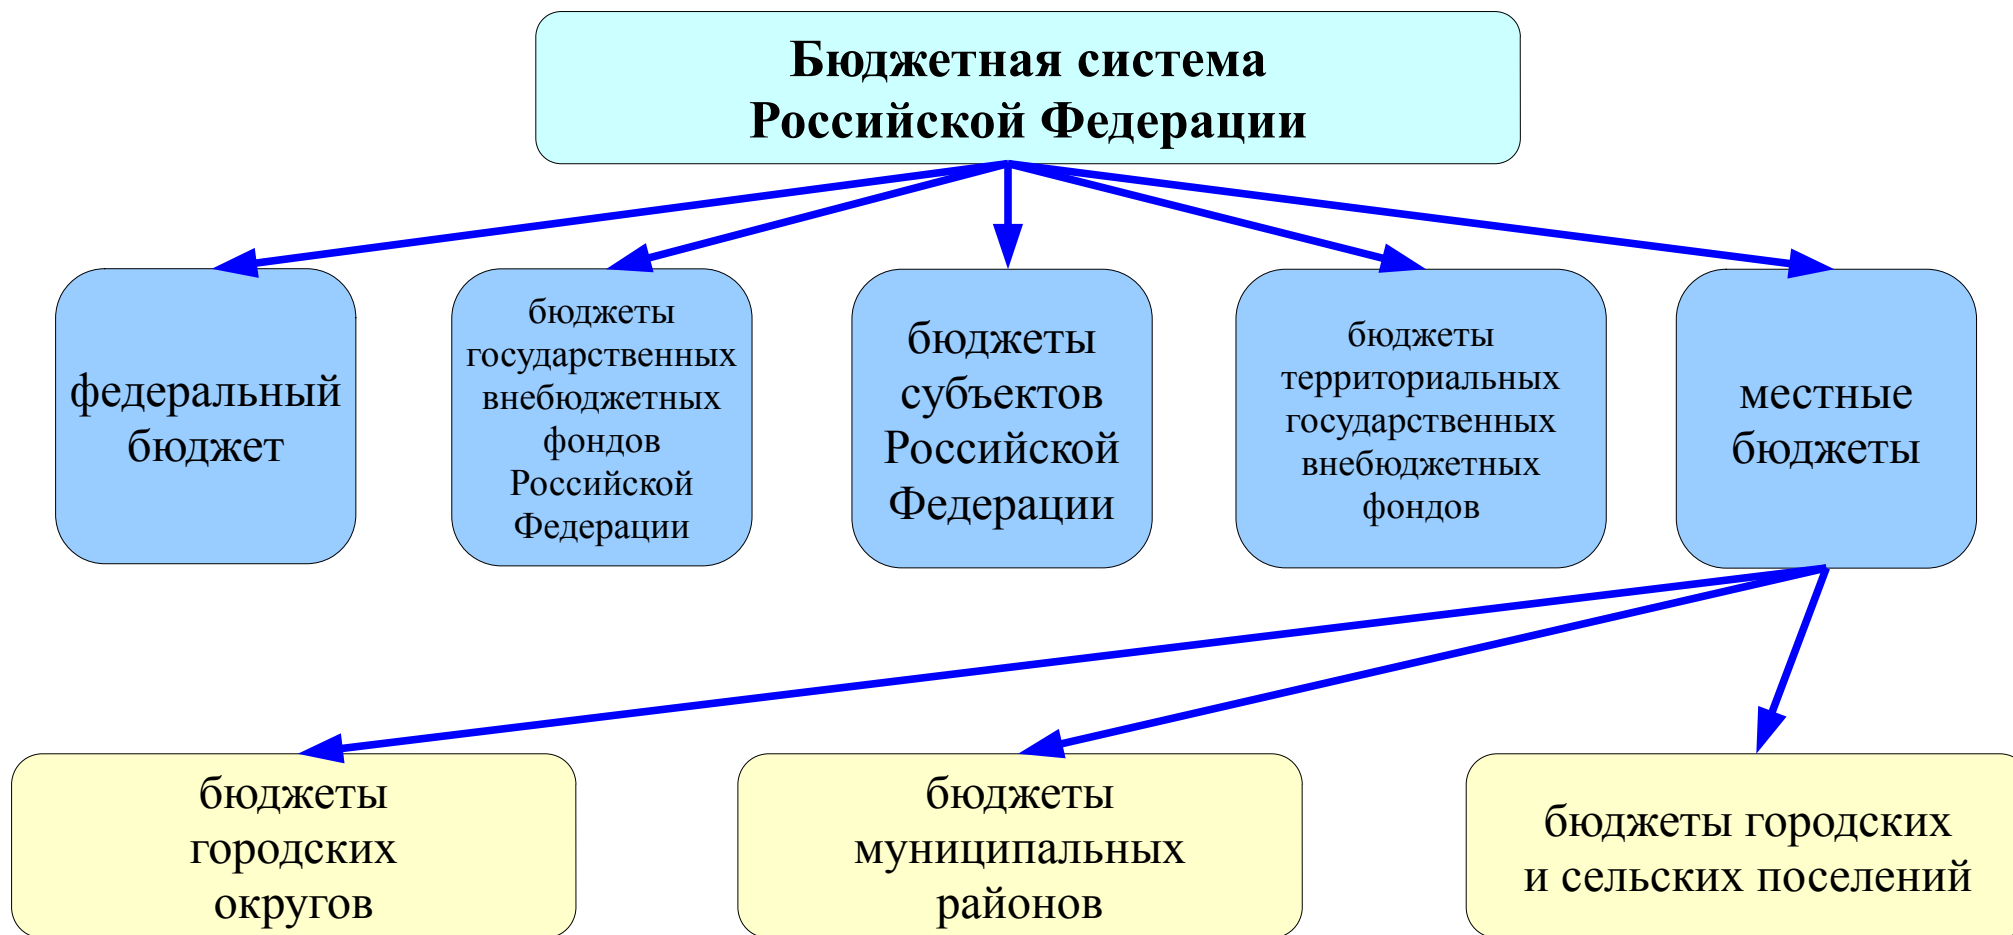 Бюджетная система
Российской Федерации
федеральный
бюджет
бюджеты
государственных
внебюджетных
фондов
Российской
Федерации
бюджеты
субъектов
Российской
Федерации
бюджеты
территориальных
государственных
внебюджетных
фондов
местные
бюджеты
бюджеты
городских
округов
бюджеты
муниципальных
районов
бюджеты городских
и сельских поселений